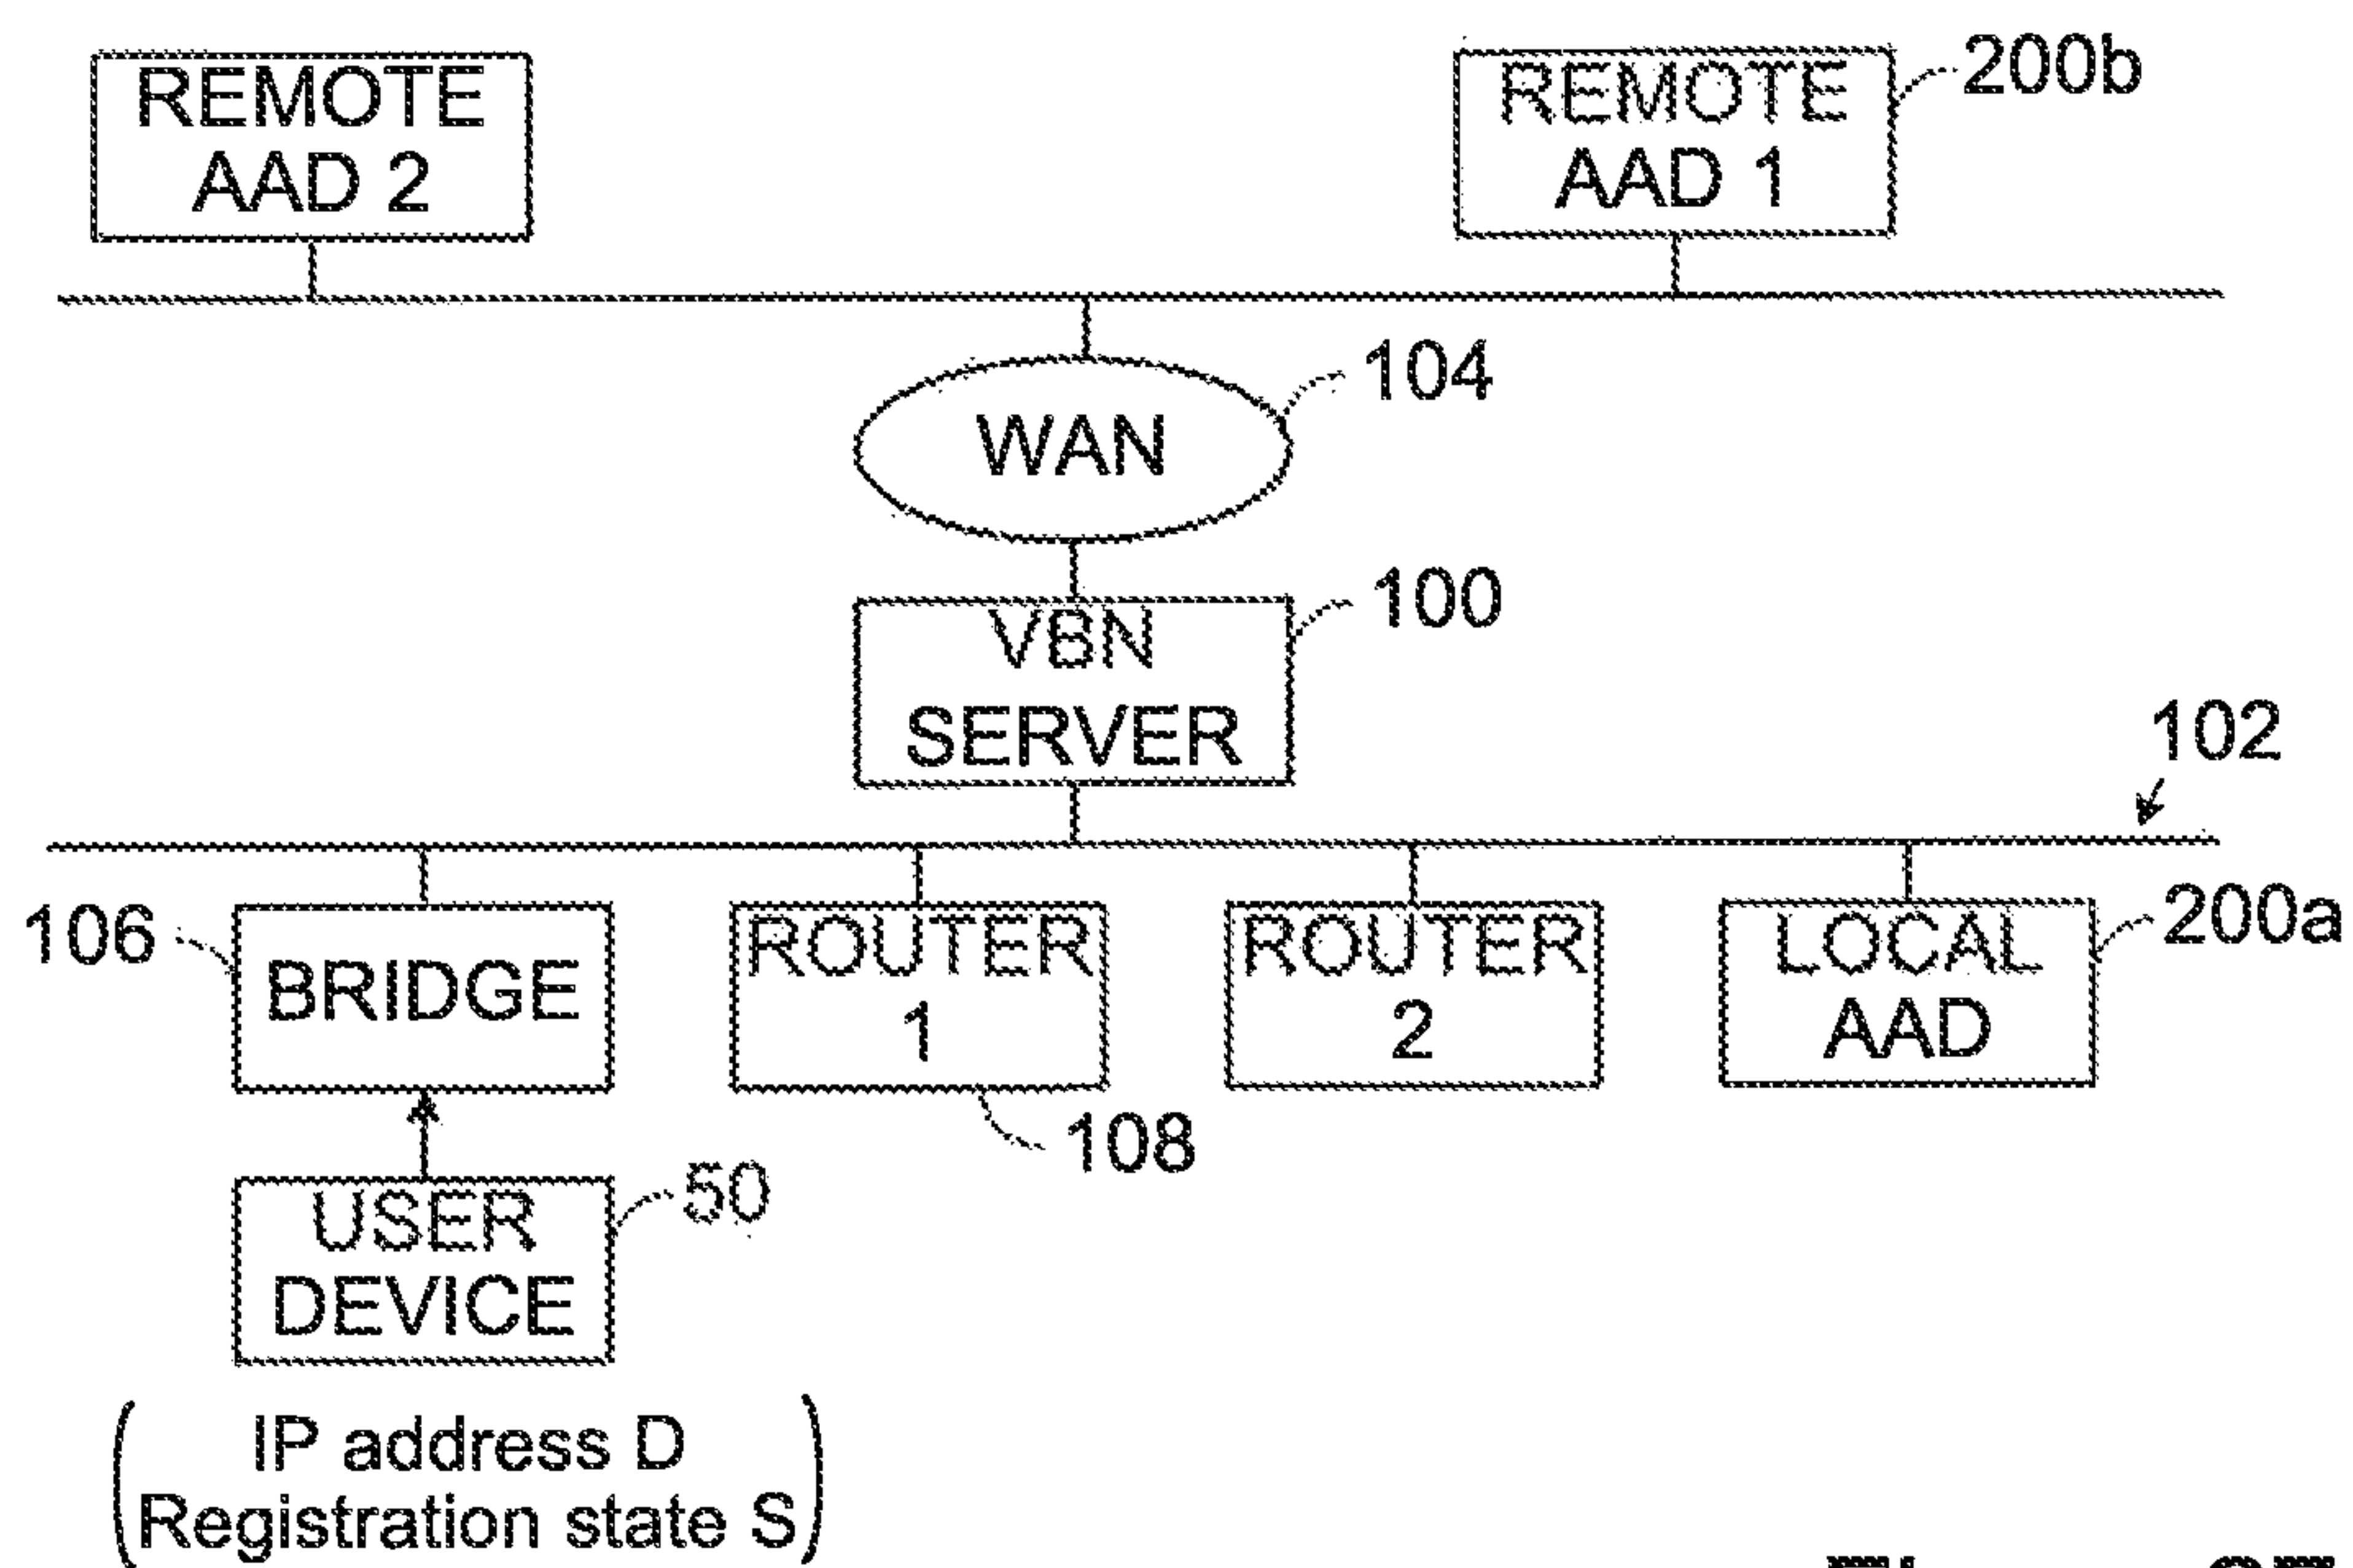 REMOTE
AAD 2
REMOTE
AAD 1
200b
WAN
104
VBN
SERVER
100
102
106
BRIDGE
ROUTER
1
108
ROUTER
2
LOCAL
AAD
200a
USER
DEVICE
50
IP address D
Registration state S